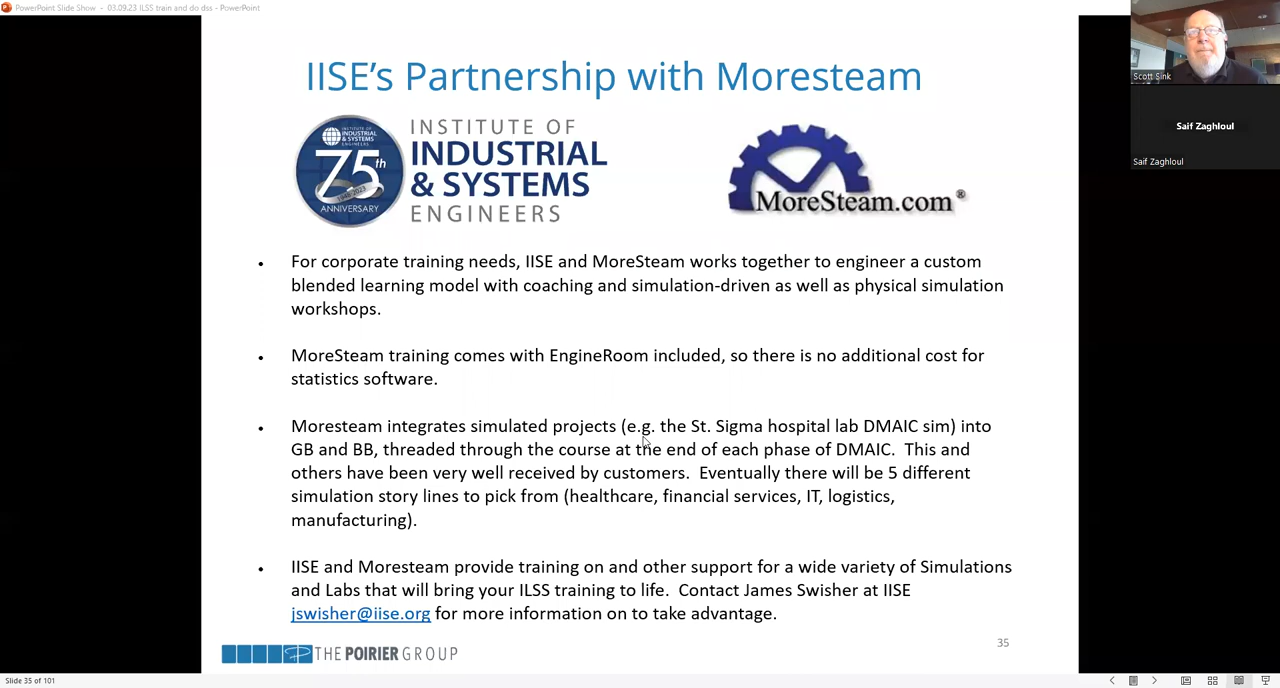 PowerPoint Slide Show - 03.09.23 ILSS train and do dss - PowerPoint
IISE's Partnership with Moresteam
INSTITUTE OF
INDUSTRIAL
& SYSTEMS
ENGINEERS
INSTITUTE OF
INDUSTRIAL
& SYSTEMS
ENGINEERS
75th
1948-2023
ANNIVERSARY
MoreSteam.com®
• For corporate training needs, IISE and MoreSteam works together to engineer a custom
blended learning model with coaching and simulation-driven as well as physical simulation
workshops.
• MoreSteam training comes with EngineRoom included, so there is no additional cost for
statistics software.
• Moresteam integrates simulated projects (e.g. the St. Sigma hospital lab DMAIC sim) into
GB and BB, threaded through the course at the end of each phase of DMAIC. This and
others have been very well received by customers. Eventually there will be 5 different
simulation story lines to pick from (healthcare, financial services, IT, logistics,
manufacturing).
• IISE and Moresteam provide training on and other support for a wide variety of Simulations
and Labs that will bring your ILSS training to life. Contact James Swisher at IISE
jswisher@iise.org for more information on to take advantage.
THE POIRIER GROUP
35
Scott Sink
Saif Zaghloul
Saif Zaghloul
Slide 35 of 101